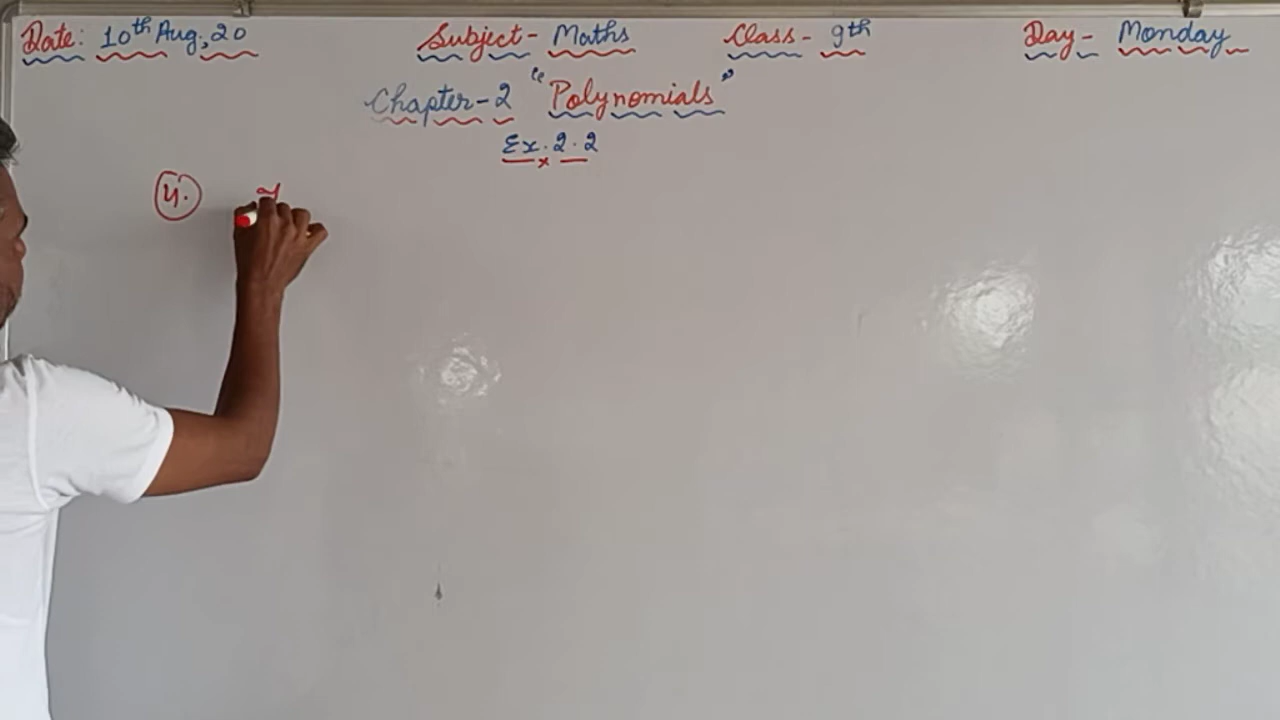 Date: 10th Aug, 20 Subject- Maths Class- 9th Day- Monday
Chapter-2 "Polynomials"
Ex. 2.2
4.